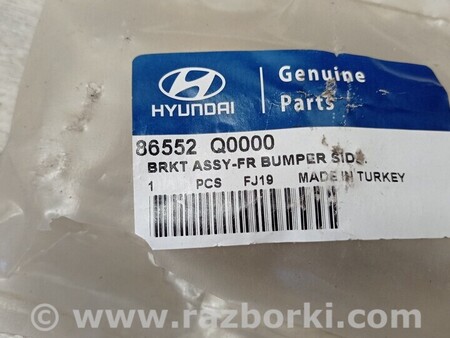 HYUNDAI
Genuine
Parts
86552 Q0000
BRKT ASSY-FR BUMPER SIDE.
1 PCS FJ19 MADE IN TURKEY
© www.razborki.com